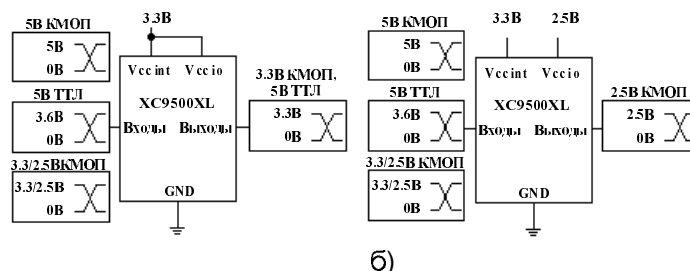 3.3В
5В КМОП
5В
0В
Vccint Vccio
XC9500XL
5В ТТЛ
3.6В
0В
Входы Выходы
3.3В КМОП,
5В ТТЛ
3.3В
0В
3.3/2.5ВКМОП
3.3/2.5В
0В
GND
3.3В 2.5В
5В КМОП
5В
0В
Vccint Vccio
XC9500XL
5В ТТЛ
3.6В
0В
Входы Выходы
2.5В КМОП
2.5В
0В
3.3/2.5В КМОП
3.3/2.5В
0В
GND
б)